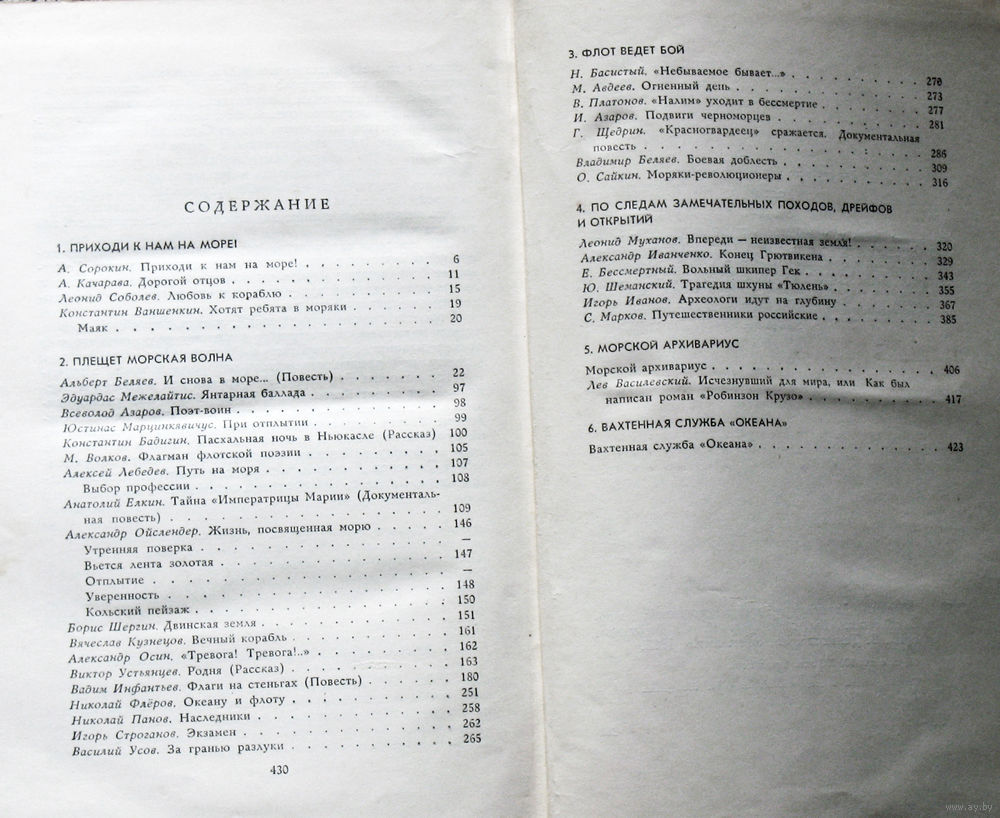 СОДЕРЖАНИЕ
1. ПРИХОДИ К НАМ НА МОРЕ!
А. Сорокин. Приходи к нам на море! . . . . . . . . . 6
А. Качарава. Дорогой отцов . . . . . . . . . 11
Леонид Соболев. Любовь к кораблю . . . . . . . . . 15
Константин Ваншенкин. Хотят ребята в моряки . . . . . . 19
Маяк . . . . . . . . . 20
2. ПЛЕЩЕТ МОРСКАЯ ВОЛНА
Альберт Беляев. И снова в море... (Повесть) . . . . . . 22
Эдуардас Межелайтис. Янтарная баллада . . . . . . 97
Всеволод Азаров. Поэт-воин . . . . . . . . . 98
Юстинас Марцинкявичус. При отплытии . . . . . . 99
Константин Бадигин. Пасхальная ночь в Ньюкасле (Рассказ) 100
М. Волков. Флагман флотской поэзии . . . . . . 105
Алексей Лебедев. Путь на моря . . . . . . . . . 107
Выбор профессии . . . . . . . . . 108
Анатолий Елкин. Тайна «Императрицы Марии» (Документаль-
ная повесть) . . . . . . . . . 109
Александр Ойслендер. Жизнь, посвященная морю . . . . . 146
Утренняя поверка . . . . . . . . . —
Вьется лента золотая . . . . . . . . . 147
Отплытие . . . . . . . . . —
Уверенность . . . . . . . . . 148
Кольский пейзаж . . . . . . . . . 150
Борис Шергин. Двинская земля . . . . . . . . . 151
Вячеслав Кузнецов. Вечный корабль . . . . . . . . . 161
Александр Осин. «Тревога! Тревога!..» . . . . . . . . . 162
Виктор Устьянцев. Родня (Рассказ) . . . . . . . . . 163
Вадим Инфантьев. Флаги на стеньгах (Повесть) . . . . . . 180
Николай Флёров. Океану и флоту . . . . . . . . . 251
Николай Панов. Наследники . . . . . . . . . 258
Игорь Строганов. Экзамен . . . . . . . . . 262
Василий Усов. За гранью разлуки . . . . . . . . . 265
430
3. ФЛОТ ВЕДЕТ БОЙ
Н. Басистый. «Небываемое бывает...» . . . . . . . . . 270
М. Авдеев. Огненный день . . . . . . . . . 273
В. Платонов. «Налим» уходит в бессмертие . . . . . . 277
И. Азаров. Подвиги черноморцев . . . . . . . . . 281
Г. Щедрин. «Красногвардеец» сражается. Документальная
повесть . . . . . . . . . 286
Владимир Беляев. Боевая доблесть . . . . . . . . . 309
О. Сайкин. Моряки-революционеры . . . . . . . . . 316
4. ПО СЛЕДАМ ЗАМЕЧАТЕЛЬНЫХ ПОХОДОВ, ДРЕЙФОВ
И ОТКРЫТИЙ
Леонид Муханов. Впереди — неизвестная земля! . . . . . . 320
Александр Иванченко. Конец Грютвикена . . . . . . 329
Е. Бессмертный. Вольный шкипер Гек . . . . . . . . . 343
Ю. Шеманский. Трагедия шхуны «Тюлень» . . . . . . 355
Игорь Иванов. Археологи идут на глубину . . . . . . 367
С. Марков. Путешественники российские . . . . . . 385
5. МОРСКОЙ АРХИВАРИУС
Морской архивариус . . . . . . . . . 406
Лев Василевский. Исчезнувший для мира, или Как был
написан роман «Робинзон Крузо» . . . . . . . . . 417
6. ВАХТЕННАЯ СЛУЖБА «ОКЕАНА»
Вахтенная служба «Океана» . . . . . . . . . 423
www.ay.by